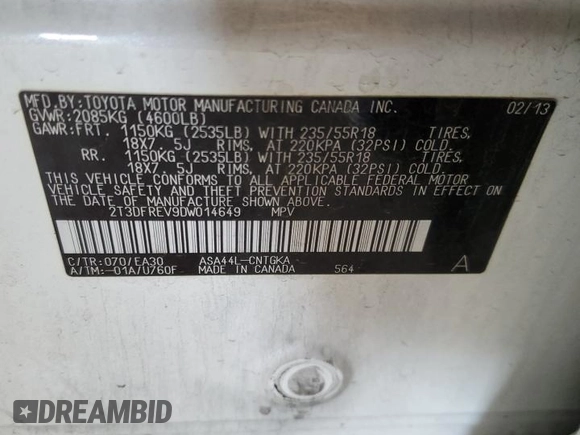 MFD. BY: TOYOTA MOTOR MANUFACTURING CANADA INC. 02/13
GVWR: 2085KG (4600LB)
GAWR: FRT. 1150KG (2535LB) WITH 235/55R18 TIRES,
18X7. 5J RIMS, AT 220KPA (32PSI) COLD.
RR. 1150KG (2535LB) WITH 235/55R18 TIRES,
18X7. 5J RIMS, AT 220KPA (32PSI) COLD.
THIS VEHICLE CONFORMS TO ALL APPLICABLE FEDERAL MOTOR
VEHICLE SAFETY AND THEFT PREVENTION STANDARDS IN EFFECT ON
THE DATE OF MANUFACTURE SHOWN ABOVE.
2T3DFREV9DW014649 MPV
C/TR: 070/EA30 ASA44L-CNTGKA
A/TM: -01A/U760F MADE IN CANADA 564 A
DREAMBID